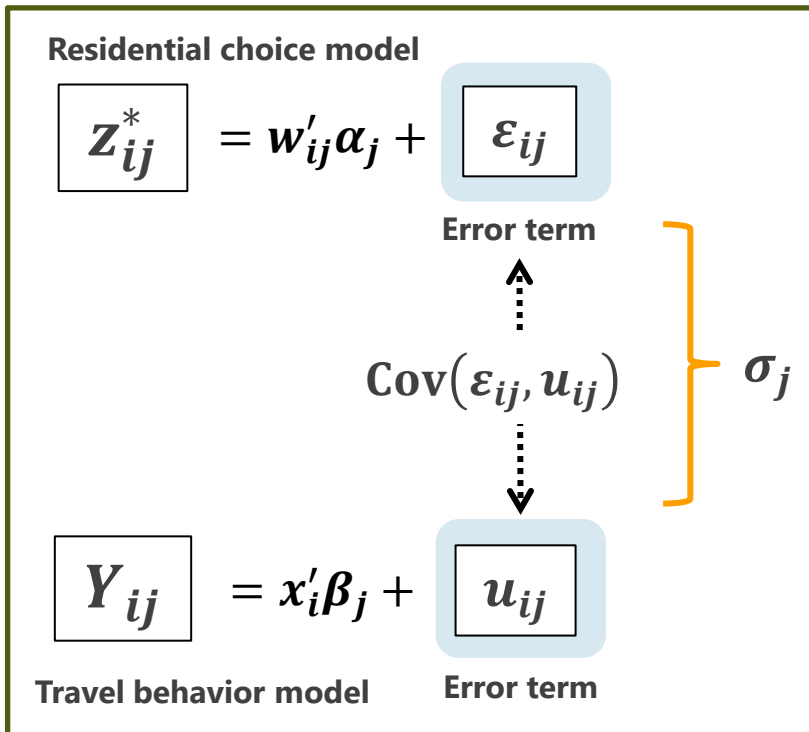 Residential choice model
z*ij = w′ijαj + εij
Error term
Cov(εij, uij)
σj
Yij = x′iβj + uij
Travel behavior model
Error term